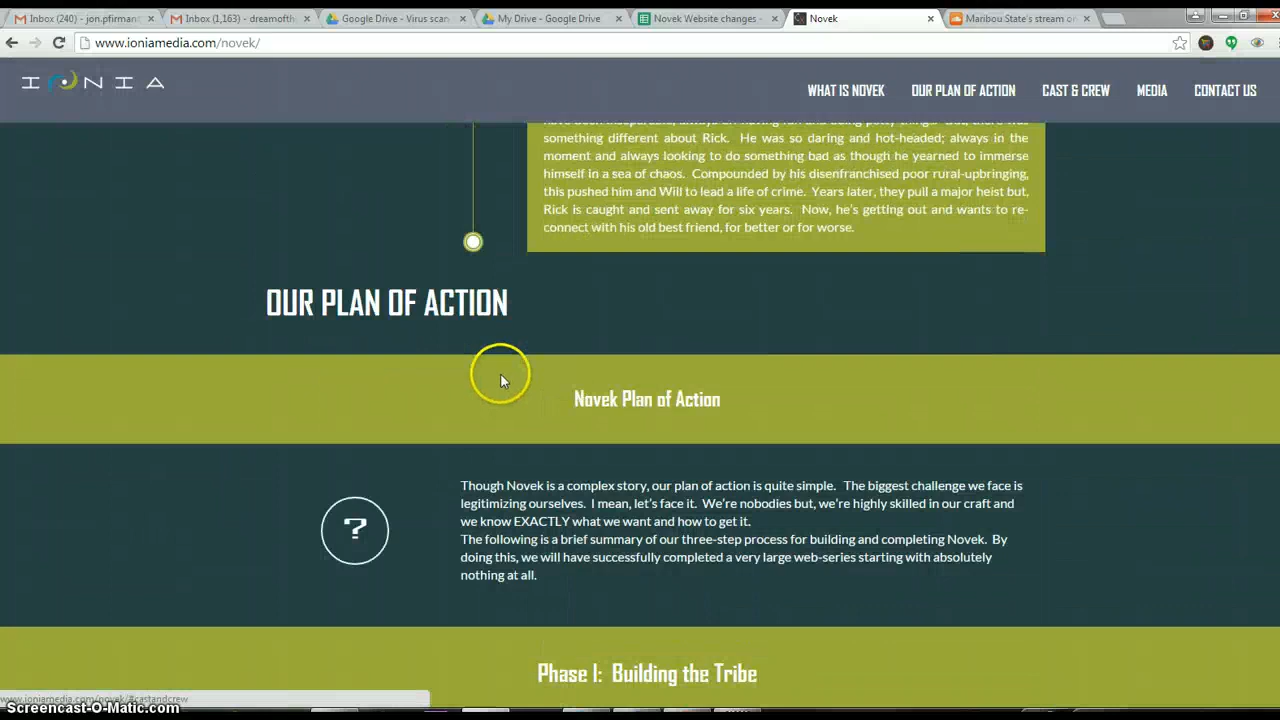 Inbox (240) - jon.pfirman
Inbox (1,163) - dreamofth
Google Drive - Virus scan
My Drive - Google Drive
Novek Website changes -
Novek
Maribou State's stream on
www.ioniamedia.com/novek/
IONIA
WHAT IS NOVEK
OUR PLAN OF ACTION
CAST & CREW
MEDIA
CONTACT US
something different about Rick. He was so daring and hot-headed; always in the
moment and always looking to do something bad as though he yearned to immerse
himself in a sea of chaos. Compounded by his disenfranchised poor rural-upbringing,
this pushed him and Will to lead a life of crime. Years later, they pull a major heist but,
Rick is caught and sent away for six years. Now, he's getting out and wants to re-
connect with his old best friend, for better or for worse.
OUR PLAN OF ACTION
Novek Plan of Action
?
Though Novek is a complex story, our plan of action is quite simple. The biggest challenge we face is
legitimizing ourselves. I mean, let's face it. We're nobodies but, we're highly skilled in our craft and
we know EXACTLY what we want and how to get it.
The following is a brief summary of our three-step process for building and completing Novek. By
doing this, we will have successfully completed a very large web-series starting with absolutely
nothing at all.
Phase I: Building the Tribe
www.ioniamedia.com/novek/#castandcrew
Screencast-O-Matic.com